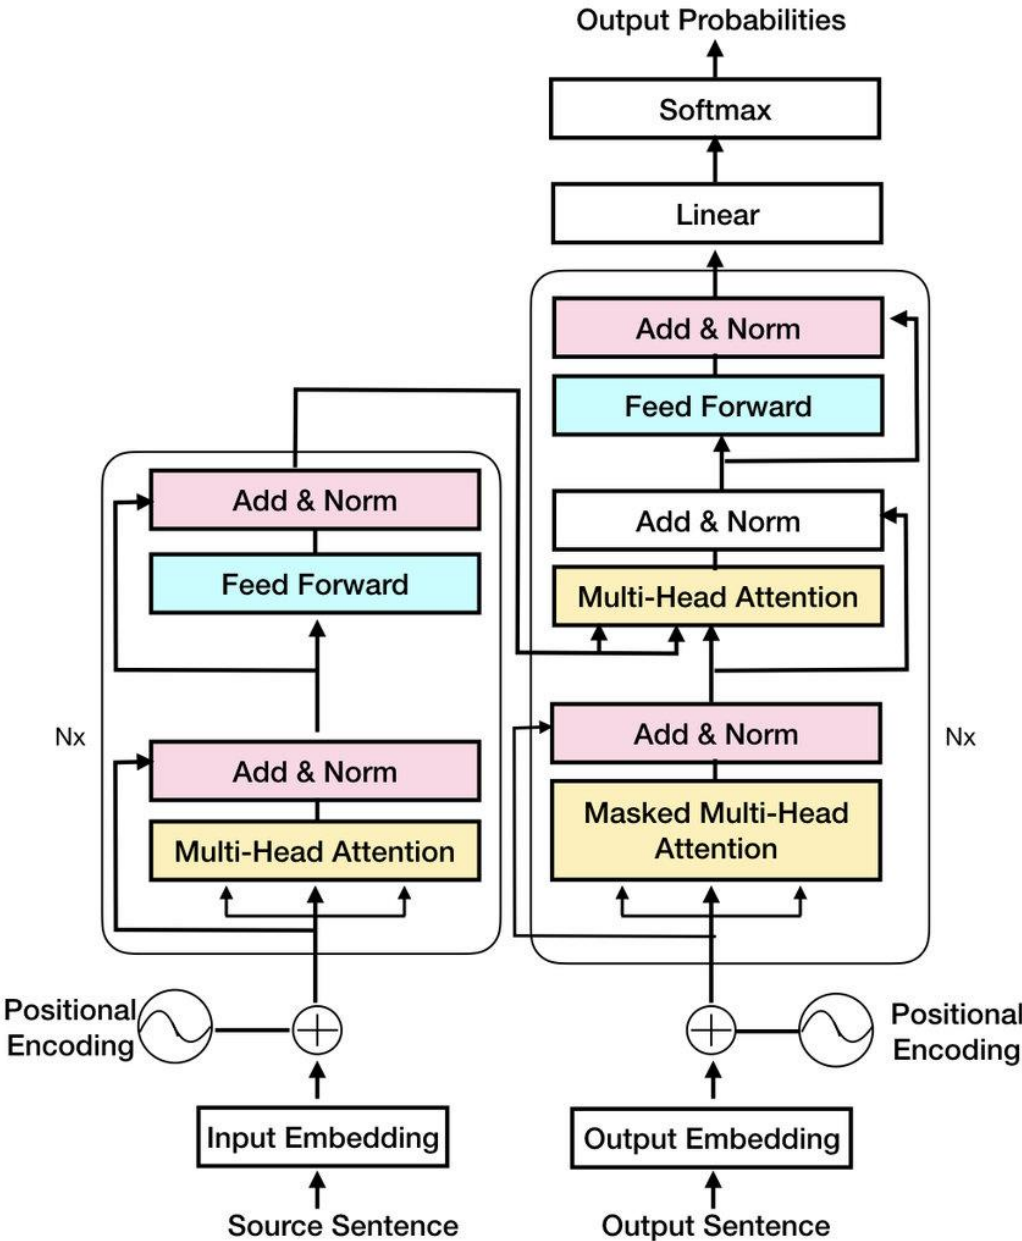 Output Probabilities
Softmax
Linear
Add & Norm
Feed Forward
Add & Norm
Multi-Head Attention
Add & Norm
Masked Multi-Head
Attention
Nx
Add & Norm
Feed Forward
Add & Norm
Multi-Head Attention
Nx
Positional
Encoding
Positional
Encoding
Input Embedding
Output Embedding
Source Sentence
Output Sentence